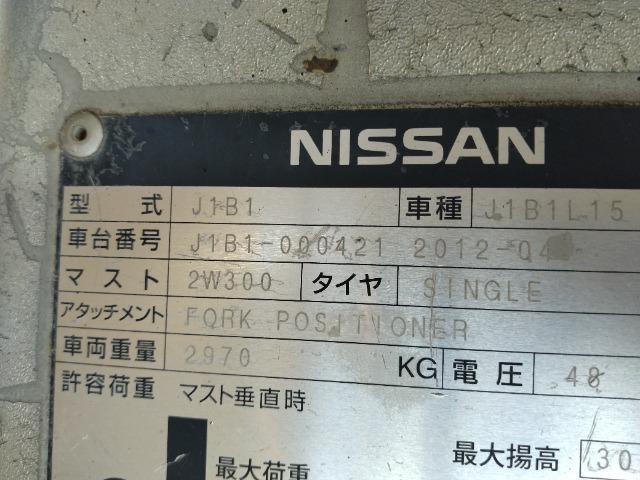 NISSAN
型式 J1B1 車種 J1B1L15
車台番号 J1B1-000421 2012-04
マスト 2W300 タイヤ SINGLE
アタッチメント FORK POSITIONER
車両重量 2970 KG 電圧 48
許容荷重 マスト垂直時
最大荷重 最大揚高 30